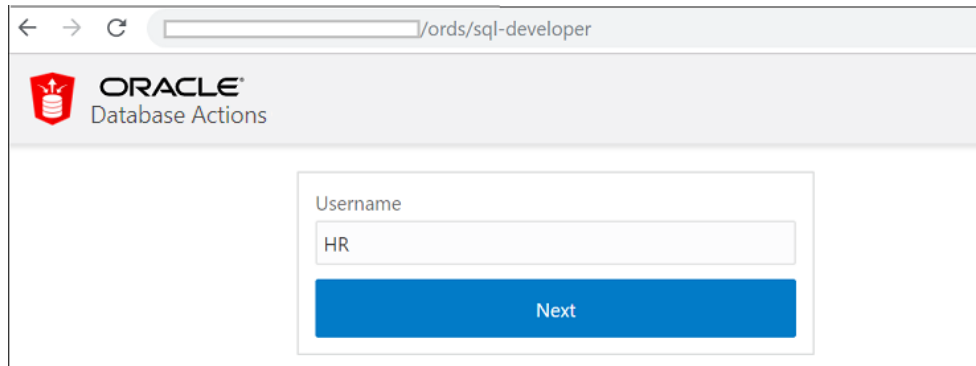 /ords/sql-developer
ORACLE®
Database Actions
Username
HR
Next